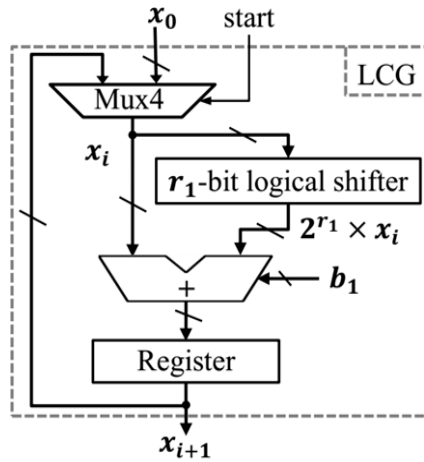 x₀ start
LCG
Mux4
xᵢ
r₁-bit logical shifter
2^{r₁} × xᵢ
+
b₁
Register
xᵢ₊₁